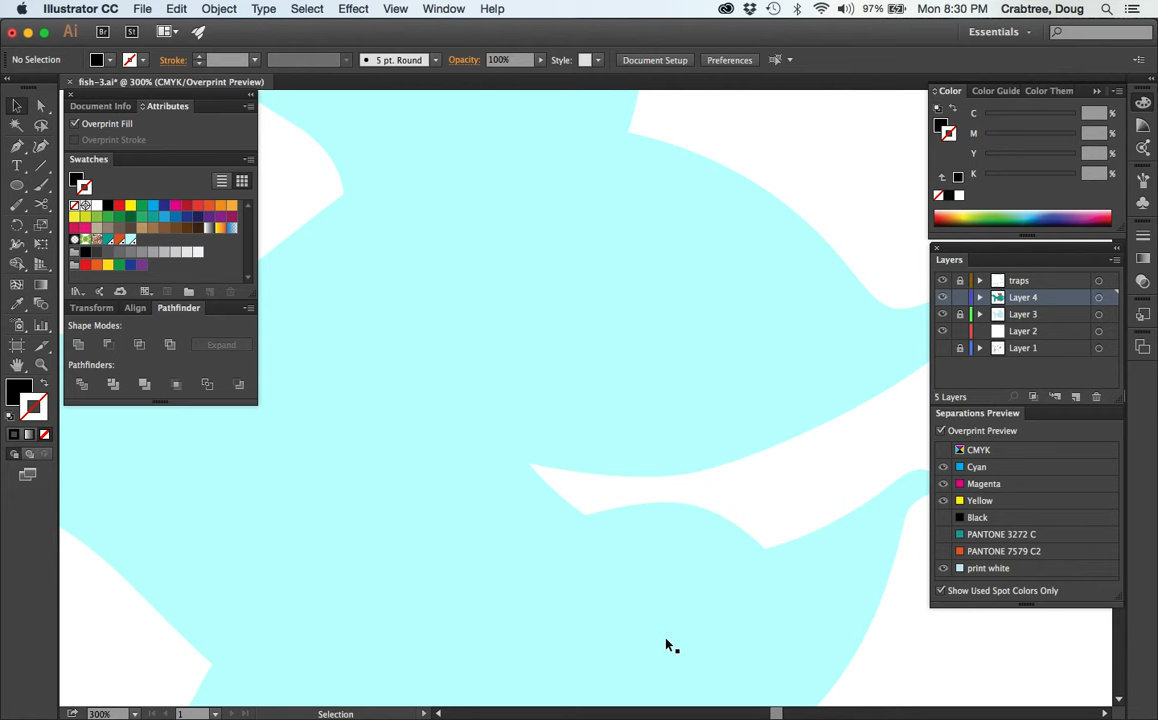 Illustrator CC File Edit Object Type Select Effect View Window Help 97% Mon 8:30 PM Crabtree, Doug
Ai Br St Essentials
No Selection Stroke: 5 pt. Round Opacity: 100% Style: Document Setup Preferences
fish-3.ai* @ 300% (CMYK/Overprint Preview)
Document Info Attributes
Overprint Fill
Overprint Stroke
Swatches
Transform Align Pathfinder
Shape Modes:
Expand
Pathfinders:
Color Color Guide Color Them
C %
M %
Y %
K %
Layers
traps
Layer 4
Layer 3
Layer 2
Layer 1
5 Layers
Separations Preview
Overprint Preview
CMYK
Cyan
Magenta
Yellow
Black
PANTONE 3272 C
PANTONE 7579 C2
print white
Show Used Spot Colors Only
300% 1 Selection